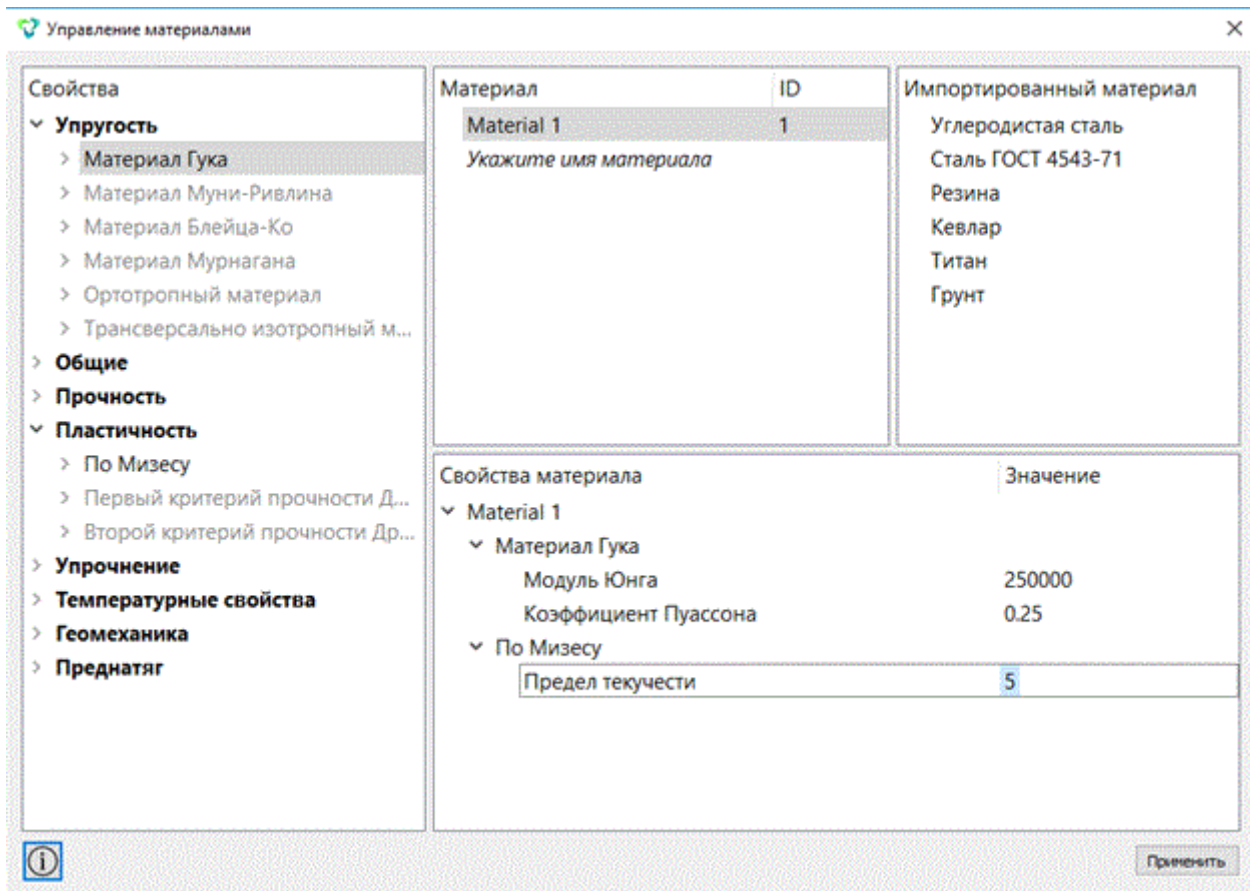 Управление материалами
Свойства
Упругость
Материал Гука
Материал Муни-Ривлина
Материал Блейца-Ко
Материал Мурнагана
Ортотропный материал
Трансверсально изотропный м...
Общие
Прочность
Пластичность
По Мизесу
Первый критерий прочности Д...
Второй критерий прочности Др...
Упрочнение
Температурные свойства
Геомеханика
Преднатяг
Материал ID
Material 1 1
Укажите имя материала
Импортированный материал
Углеродистая сталь
Сталь ГОСТ 4543-71
Резина
Кевлар
Титан
Грунт
Свойства материала Значение
Material 1
Материал Гука
Модуль Юнга 250000
Коэффициент Пуассона 0.25
По Мизесу
Предел текучести 5
Применить